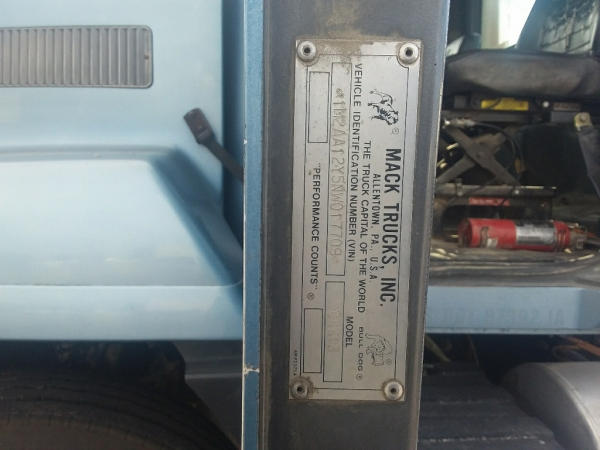 ®
MACK TRUCKS, INC.
ALLENTOWN, PA., U.S.A.
THE TRUCK CAPITAL OF THE WORLD
BULL DOG ®
VEHICLE IDENTIFICATION NUMBER (VIN)
MODEL
*1M2AA12Y5NW017709*
"PERFORMANCE COUNTS" ®